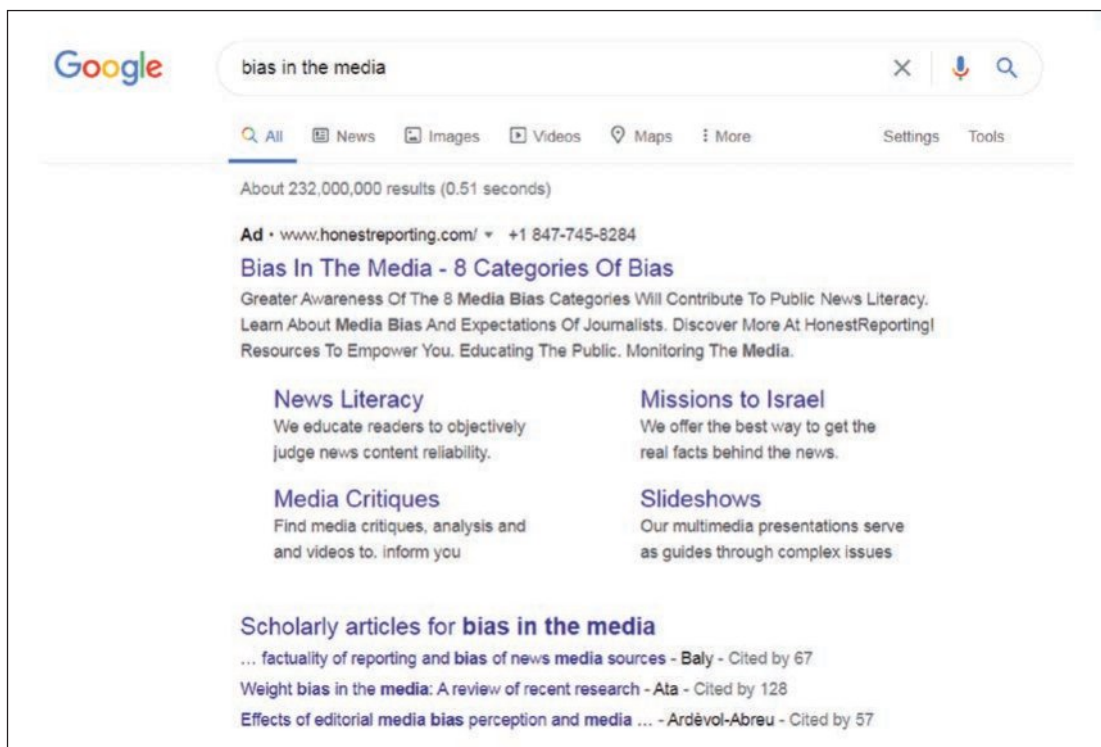 Google
bias in the media
All News Images Videos Maps More Settings Tools
About 232,000,000 results (0.51 seconds)
Ad · www.honestreporting.com/ +1 847-745-8284
Bias In The Media - 8 Categories Of Bias
Greater Awareness Of The 8 Media Bias Categories Will Contribute To Public News Literacy.
Learn About Media Bias And Expectations Of Journalists. Discover More At HonestReporting!
Resources To Empower You. Educating The Public. Monitoring The Media.
News Literacy
We educate readers to objectively
judge news content reliability.
Missions to Israel
We offer the best way to get the
real facts behind the news.
Media Critiques
Find media critiques, analysis and
and videos to. inform you
Slideshows
Our multimedia presentations serve
as guides through complex issues
Scholarly articles for bias in the media
... factuality of reporting and bias of news media sources - Baly - Cited by 67
Weight bias in the media: A review of recent research - Ata - Cited by 128
Effects of editorial media bias perception and media ... - Ardèvol-Abreu - Cited by 57